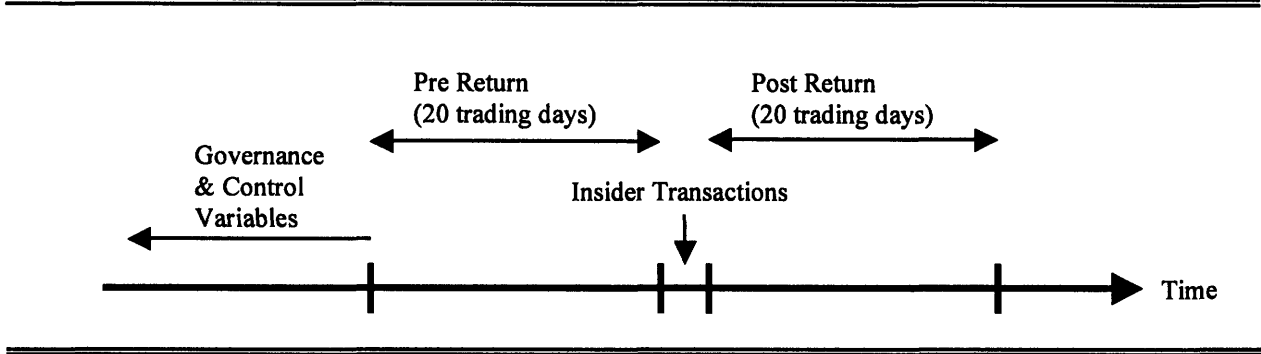 Pre Return
(20 trading days)
Post Return
(20 trading days)
Governance
& Control
Variables
Insider Transactions
Time